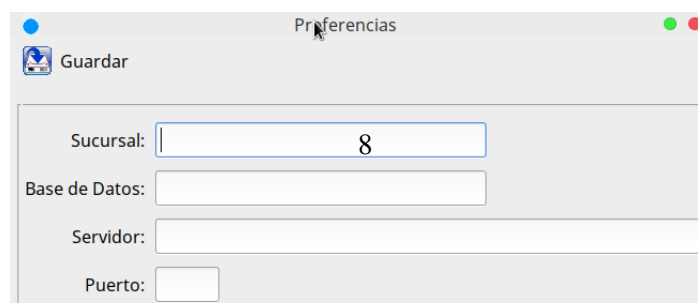 Preferencias
Guardar
Sucursal: 8
Base de Datos:
Servidor:
Puerto: